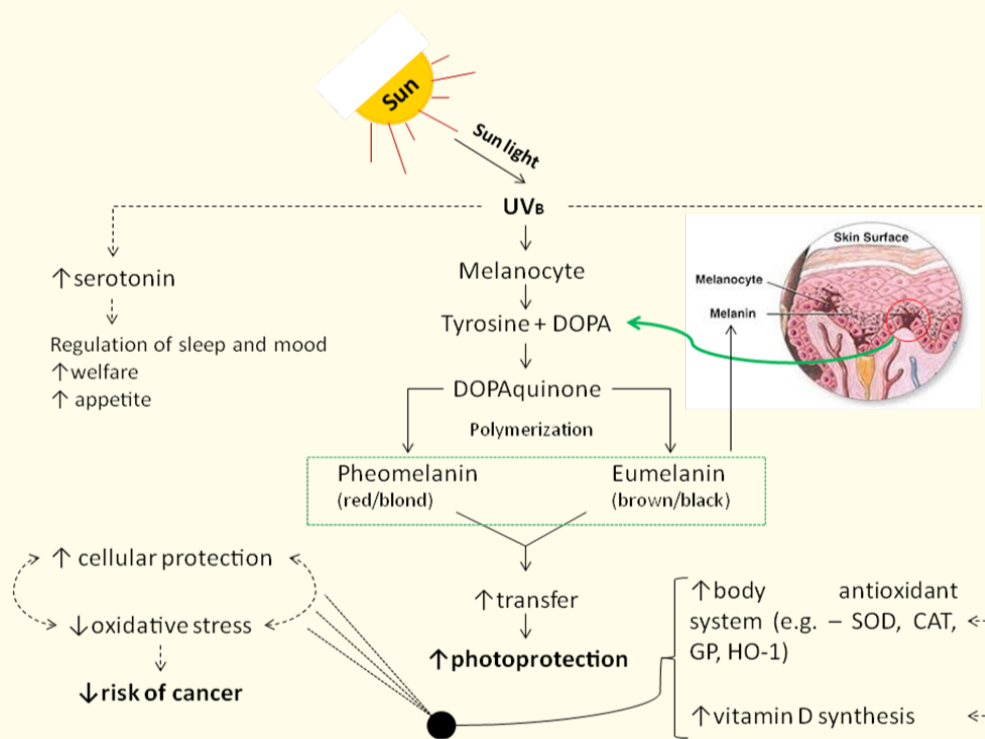 Sun
Sun light
UVB
↑serotonin
Regulation of sleep and mood
↑welfare
↑ appetite
Melanocyte
Tyrosine + DOPA
DOPAquinone
Polymerization
Pheomelanin
(red/blond)
Eumelanin
(brown/black)
Skin Surface
Melanocyte
Melanin
↑ cellular protection
↓oxidative stress
↓risk of cancer
↑transfer
↑photoprotection
↑body antioxidant
system (e.g. – SOD, CAT,
GP, HO-1)
↑vitamin D synthesis